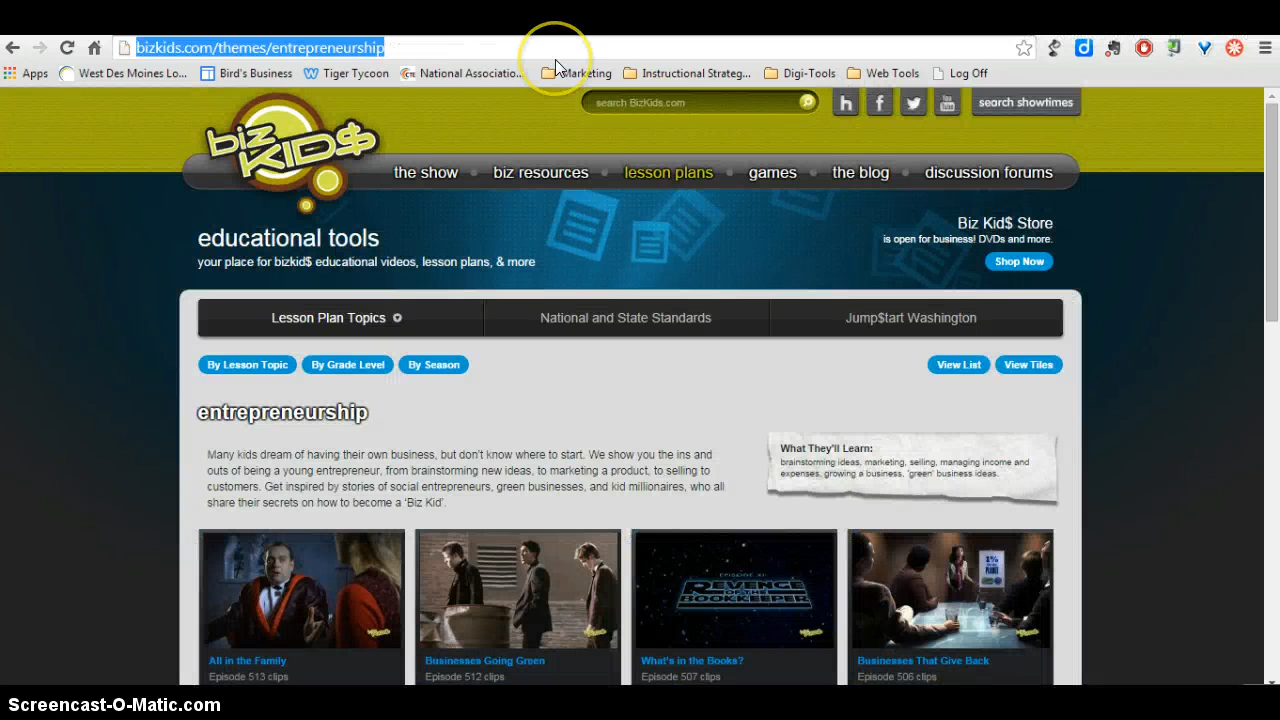 bizkids.com/themes/entrepreneurship
Apps West Des Moines Lo... Bird's Business Tiger Tycoon National Associatio... Marketing Instructional Strateg... Digi-Tools Web Tools Log Off
biz
KID$
search BizKids.com
h f You Tube search showtimes
the show biz resources lesson plans games the blog discussion forums
educational tools
your place for bizkid$ educational videos, lesson plans, & more
Biz Kid$ Store
is open for business! DVDs and more.
Shop Now
Lesson Plan Topics National and State Standards Jump$tart Washington
By Lesson Topic By Grade Level By Season View List View Tiles
entrepreneurship
Many kids dream of having their own business, but don't know where to start. We show you the ins and
outs of being a young entrepreneur, from brainstorming new ideas, to marketing a product, to selling to
customers. Get inspired by stories of social entrepreneurs, green businesses, and kid millionaires, who all
share their secrets on how to become a 'Biz Kid'.
What They'll Learn:
brainstorming ideas, marketing, selling, managing income and
expenses, growing a business, 'green' business ideas.
EPISODE XII
REVENGE
OF THE
BOOKKEEPER
1%
All in the Family
Episode 513 clips
Businesses Going Green
Episode 512 clips
What's in the Books?
Episode 507 clips
Businesses That Give Back
Episode 506 clips
Screencast-O-Matic.com